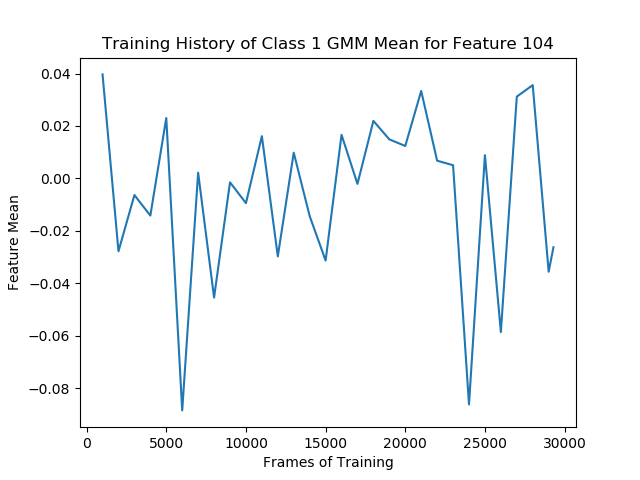 Training History of Class 1 GMM Mean for Feature 104
0.04
0.02
0.00
−0.02
−0.04
−0.06
−0.08
Feature Mean
0 5000 10000 15000 20000 25000 30000
Frames of Training